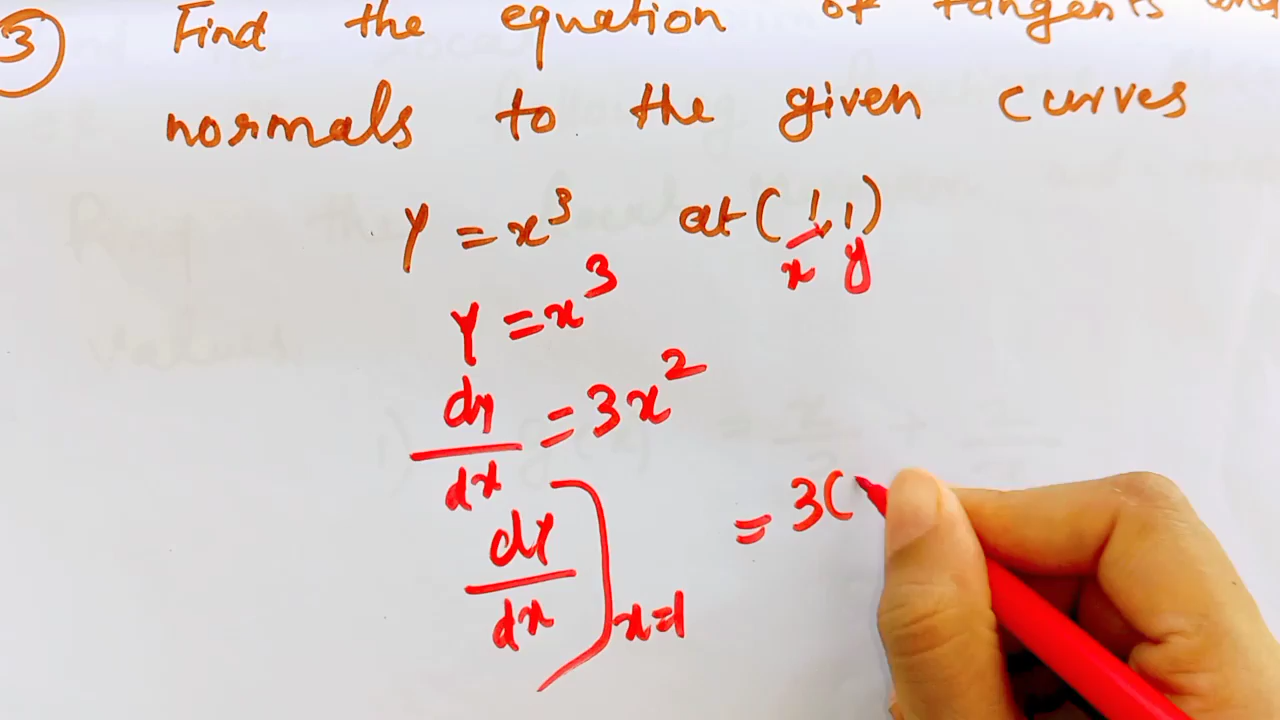 3) Find the equation of tangents and
normals to the given curves
y = x³ at (1,1)
x y
y = x³
dy/dx = 3x²
dy/dx)x=1 = 3(